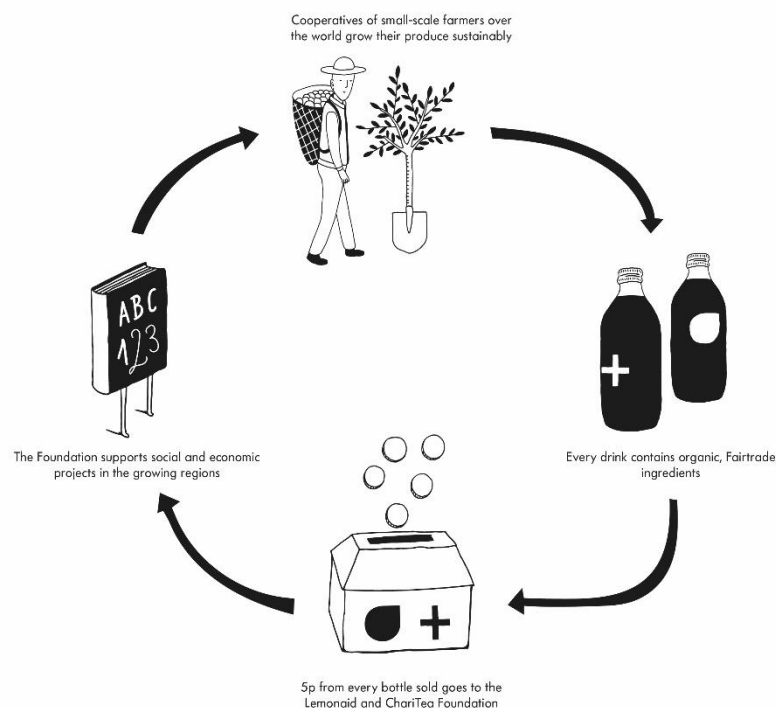 Cooperatives of small-scale farmers over
the world grow their produce sustainably
ABC
123
The Foundation supports social and economic
projects in the growing regions
Every drink contains organic, Fairtrade
ingredients
5p from every bottle sold goes to the
Lemonaid and ChariTea Foundation